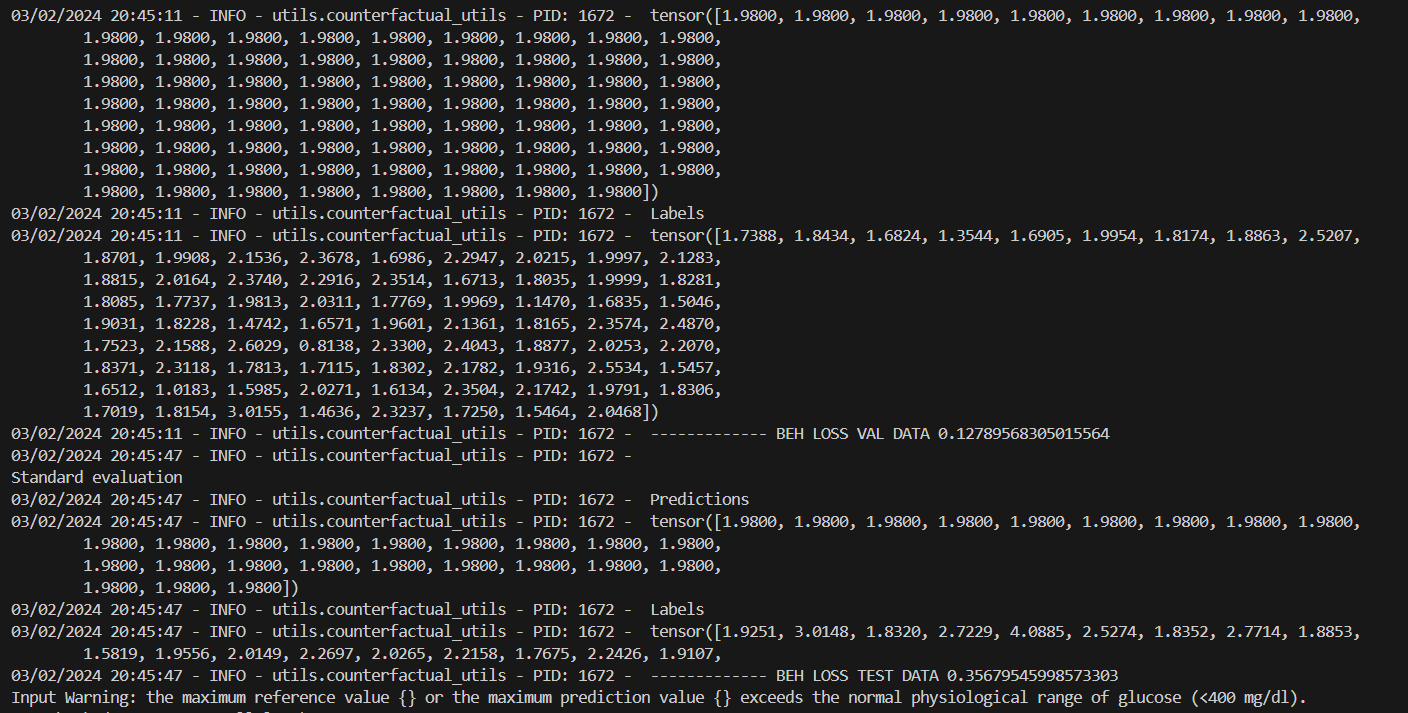 03/02/2024 20:45:11 - INFO - utils.counterfactual_utils - PID: 1672 -  tensor([1.9800, 1.9800, 1.9800, 1.9800, 1.9800, 1.9800, 1.9800, 1.9800, 1.9800,
1.9800, 1.9800, 1.9800, 1.9800, 1.9800, 1.9800, 1.9800, 1.9800, 1.9800,
1.9800, 1.9800, 1.9800, 1.9800, 1.9800, 1.9800, 1.9800, 1.9800, 1.9800,
1.9800, 1.9800, 1.9800, 1.9800, 1.9800, 1.9800, 1.9800, 1.9800, 1.9800,
1.9800, 1.9800, 1.9800, 1.9800, 1.9800, 1.9800, 1.9800, 1.9800, 1.9800,
1.9800, 1.9800, 1.9800, 1.9800, 1.9800, 1.9800, 1.9800, 1.9800, 1.9800,
1.9800, 1.9800, 1.9800, 1.9800, 1.9800, 1.9800, 1.9800, 1.9800, 1.9800,
1.9800, 1.9800, 1.9800, 1.9800, 1.9800, 1.9800, 1.9800, 1.9800, 1.9800,
1.9800, 1.9800, 1.9800, 1.9800, 1.9800, 1.9800, 1.9800, 1.9800])
03/02/2024 20:45:11 - INFO - utils.counterfactual_utils - PID: 1672 -  Labels
03/02/2024 20:45:11 - INFO - utils.counterfactual_utils - PID: 1672 -  tensor([1.7388, 1.8434, 1.6824, 1.3544, 1.6905, 1.9954, 1.8174, 1.8863, 2.5207,
1.8701, 1.9908, 2.1536, 2.3678, 1.6986, 2.2947, 2.0215, 1.9997, 2.1283,
1.8815, 2.0164, 2.3740, 2.2916, 2.3514, 1.6713, 1.8035, 1.9999, 1.8281,
1.8085, 1.7737, 1.9813, 2.0311, 1.7769, 1.9969, 1.1470, 1.6835, 1.5046,
1.9031, 1.8228, 1.4742, 1.6571, 1.9601, 2.1361, 1.8165, 2.3574, 2.4870,
1.7523, 2.1588, 2.6029, 0.8138, 2.3300, 2.4043, 1.8877, 2.0253, 2.2070,
1.8371, 2.3118, 1.7813, 1.7115, 1.8302, 2.1782, 1.9316, 2.5534, 1.5457,
1.6512, 1.0183, 1.5985, 2.0271, 1.6134, 2.3504, 2.1742, 1.9791, 1.8306,
1.7019, 1.8154, 3.0155, 1.4636, 2.3237, 1.7250, 1.5464, 2.0468])
03/02/2024 20:45:11 - INFO - utils.counterfactual_utils - PID: 1672 -  ------------- BEH LOSS VAL DATA 0.12789568305015564
03/02/2024 20:45:47 - INFO - utils.counterfactual_utils - PID: 1672 -
Standard evaluation
03/02/2024 20:45:47 - INFO - utils.counterfactual_utils - PID: 1672 -  Predictions
03/02/2024 20:45:47 - INFO - utils.counterfactual_utils - PID: 1672 -  tensor([1.9800, 1.9800, 1.9800, 1.9800, 1.9800, 1.9800, 1.9800, 1.9800, 1.9800,
1.9800, 1.9800, 1.9800, 1.9800, 1.9800, 1.9800, 1.9800, 1.9800, 1.9800,
1.9800, 1.9800, 1.9800, 1.9800, 1.9800, 1.9800, 1.9800, 1.9800, 1.9800,
1.9800, 1.9800, 1.9800])
03/02/2024 20:45:47 - INFO - utils.counterfactual_utils - PID: 1672 -  Labels
03/02/2024 20:45:47 - INFO - utils.counterfactual_utils - PID: 1672 -  tensor([1.9251, 3.0148, 1.8320, 2.7229, 4.0885, 2.5274, 1.8352, 2.7714, 1.8853,
1.5819, 1.9556, 2.0149, 2.2697, 2.0265, 2.2158, 1.7675, 2.2426, 1.9107,
03/02/2024 20:45:47 - INFO - utils.counterfactual_utils - PID: 1672 -  ------------- BEH LOSS TEST DATA 0.35679545998573303
Input Warning: the maximum reference value {} or the maximum prediction value {} exceeds the normal physiological range of glucose (<400 mg/dl).